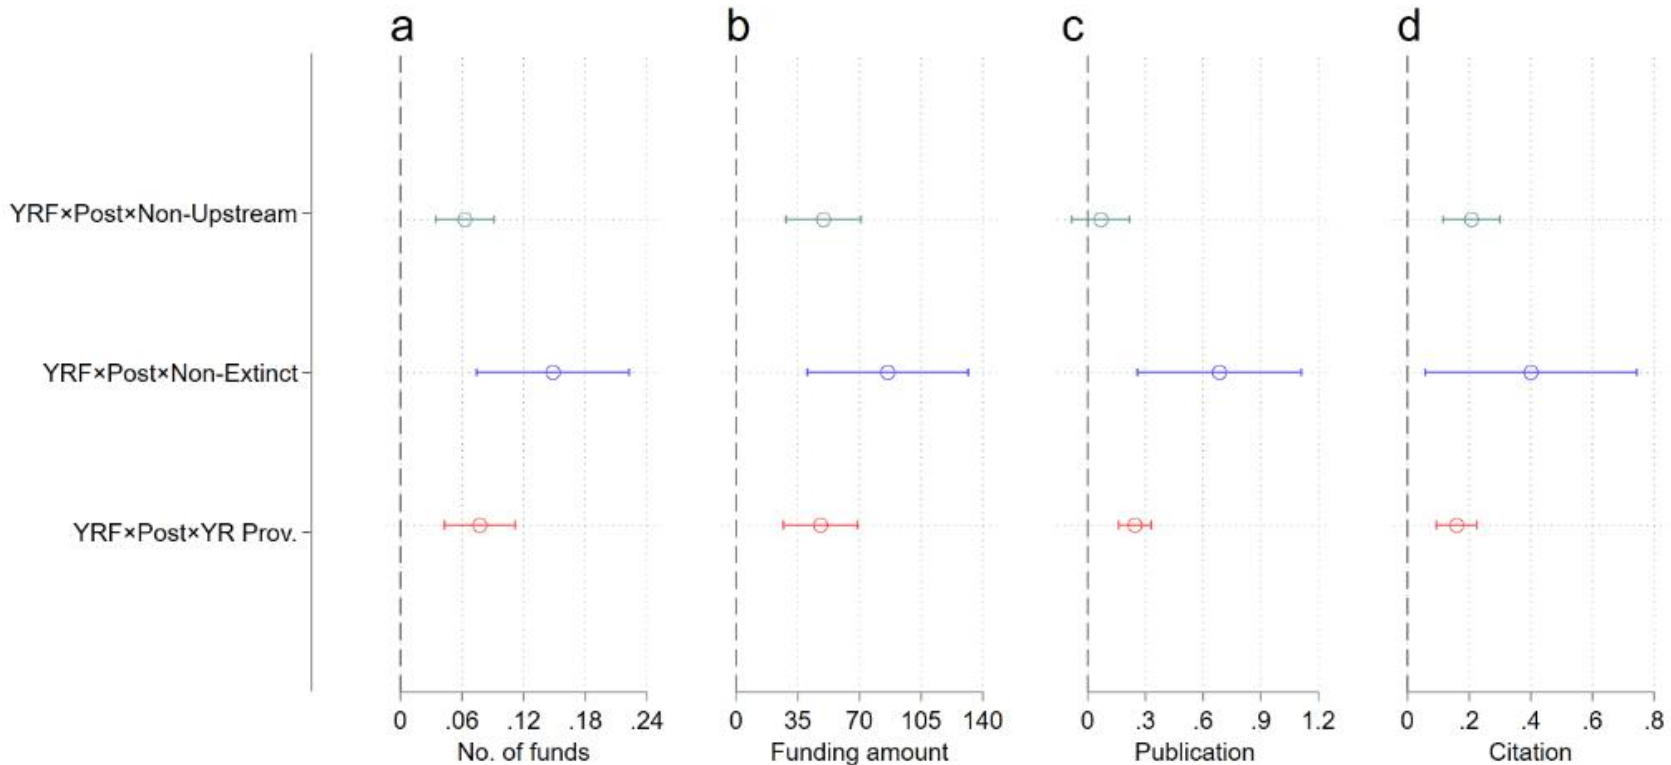 a b c d
YRF×Post×Non-Upstream
YRF×Post×Non-Extinct
YRF×Post×YR Prov.
0 .06 .12 .18 .24 0 35 70 105 140 0 .3 .6 .9 1.2 0 .2 .4 .6 .8
No. of funds Funding amount Publication Citation